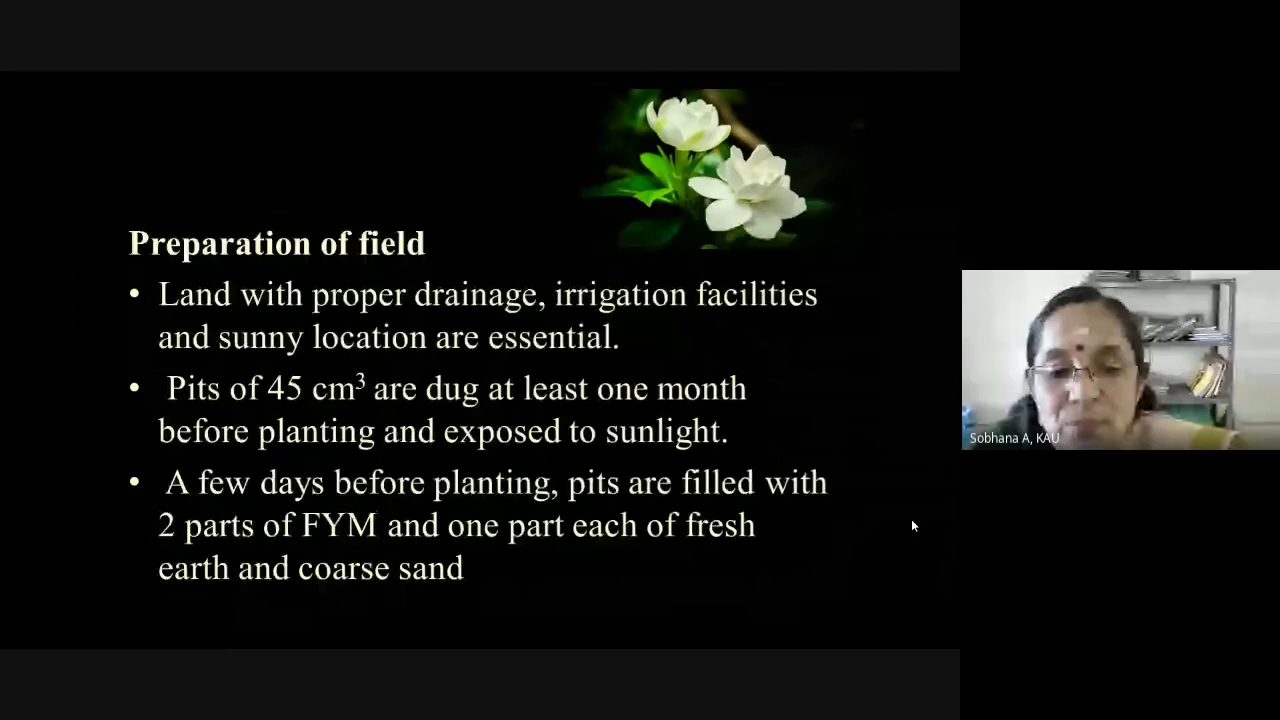 Preparation of field
• Land with proper drainage, irrigation facilities
and sunny location are essential.
• Pits of 45 cm³ are dug at least one month
before planting and exposed to sunlight.
• A few days before planting, pits are filled with
2 parts of FYM and one part each of fresh
earth and coarse sand
Sobhana A, KAU